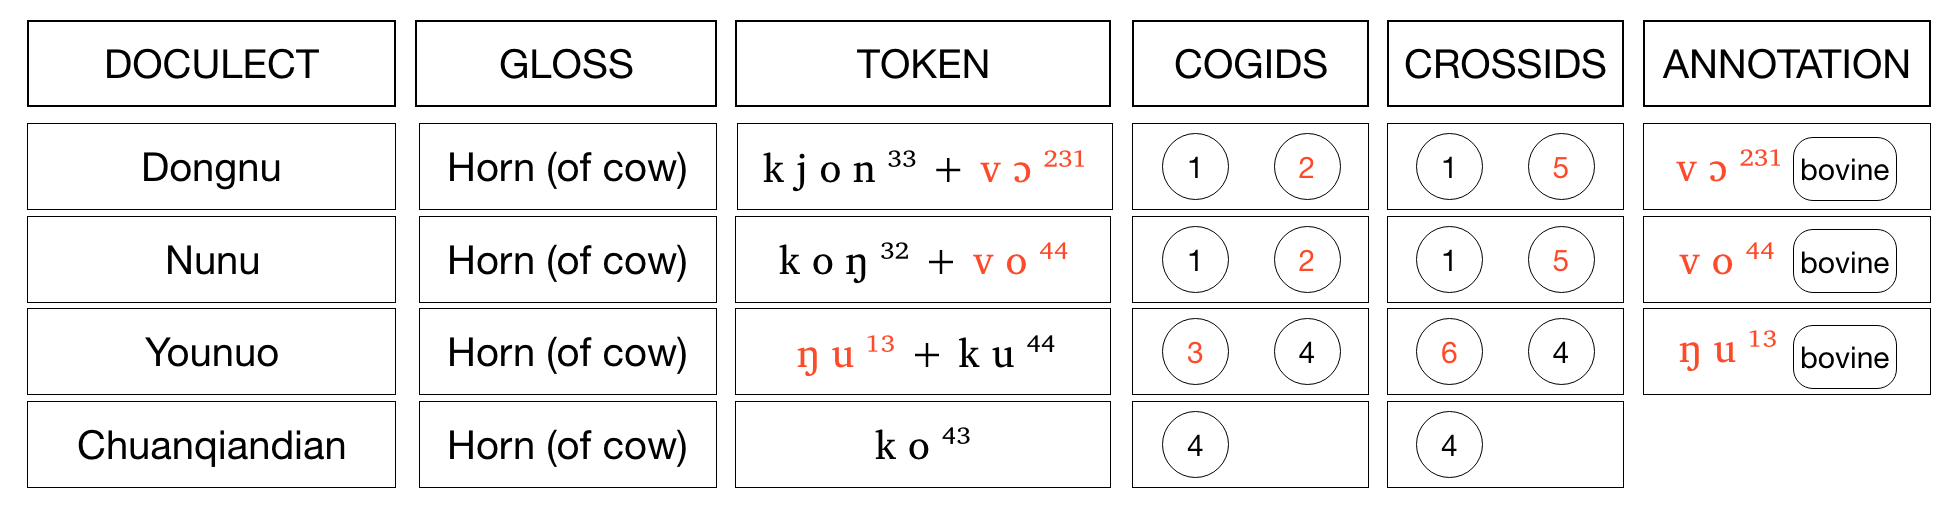 DOCULECT GLOSS TOKEN COGIDS CROSSIDS ANNOTATION
Dongnu Horn (of cow) k j o n ³³ + v ɔ ²³¹ 1 2 1 5 v ɔ ²³¹ bovine
Nunu Horn (of cow) k o ŋ ³² + v o ⁴⁴ 1 2 1 5 v o ⁴⁴ bovine
Younuo Horn (of cow) ŋ u ¹³ + k u ⁴⁴ 3 4 6 4 ŋ u ¹³ bovine
Chuanqiandian Horn (of cow) k o ⁴³ 4 4